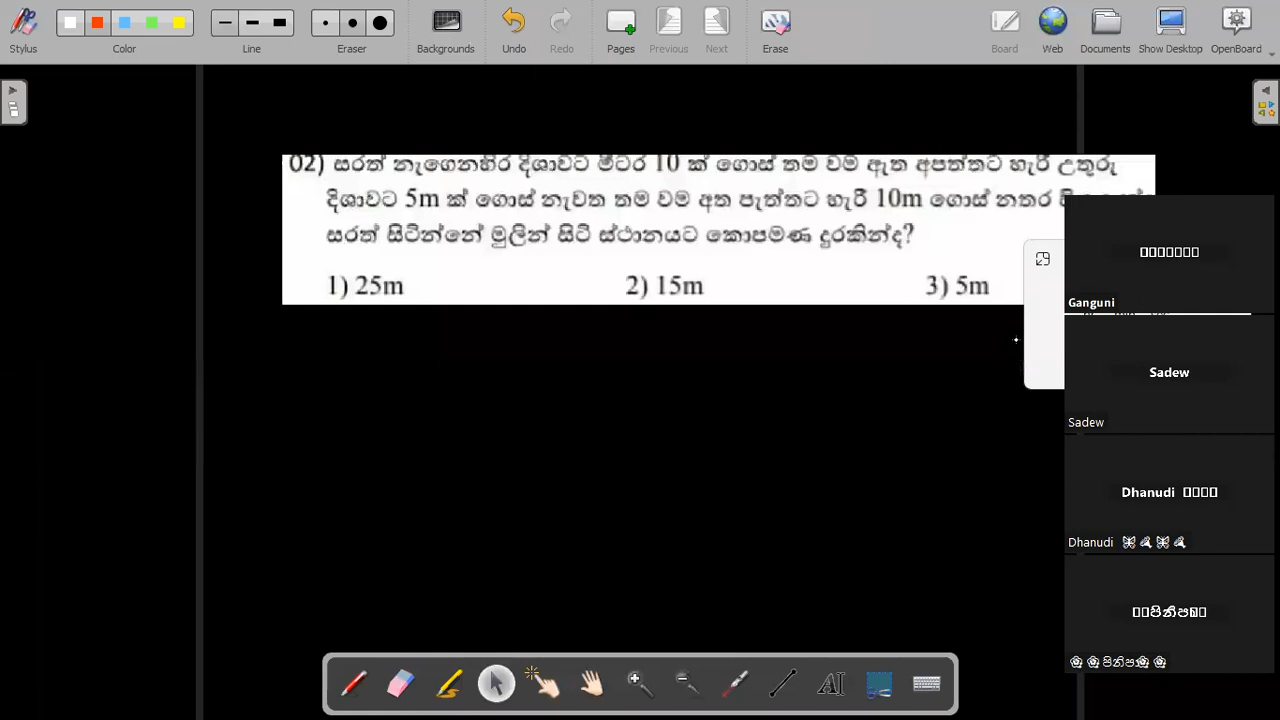 Stylus
Color
Line
Eraser
Backgrounds
Undo
Redo
Pages
Previous
Next
Erase
Board
Web
Documents
Show Desktop
OpenBoard
02) සරත් නැගෙනහිර දිශාවට මීටර 10 ක් ගොස් තම වම් ඇත අපත්තට හැරී උතුරු
දිශාවට 5m ක් ගොස් නැවත තම වම අත පැත්තට හැරී 10m ගොස් නතර
සරත් සිටින්නේ මුලින් සිටි ස්ථානයට කොපමණ දුරකින්ද?
1) 25m
2) 15m
3) 5m
Ganguni
Sadew
Sadew
Dhanudi
Dhanudi
පිනිප
පිනිප
AI